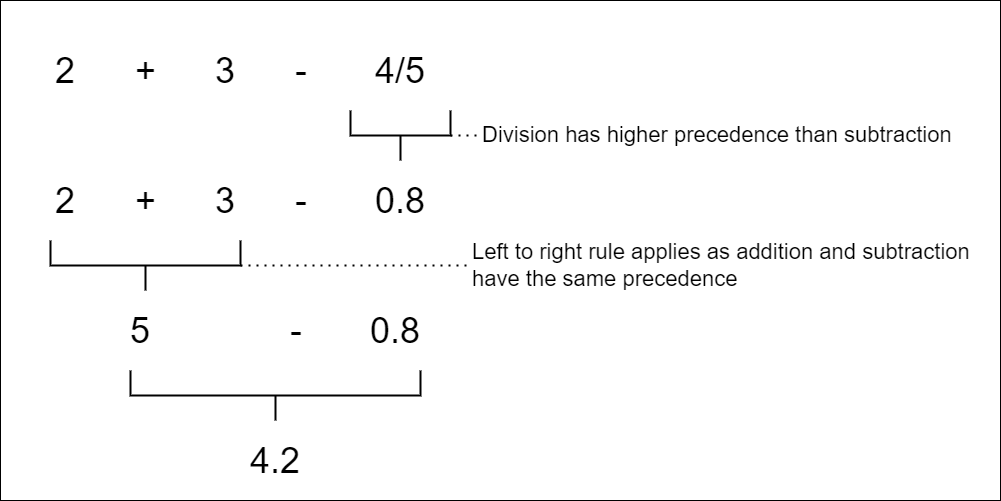 2 + 3 - 4/5
Division has higher precedence than subtraction
2 + 3 - 0.8
Left to right rule applies as addition and subtraction
have the same precedence
5 - 0.8
4.2